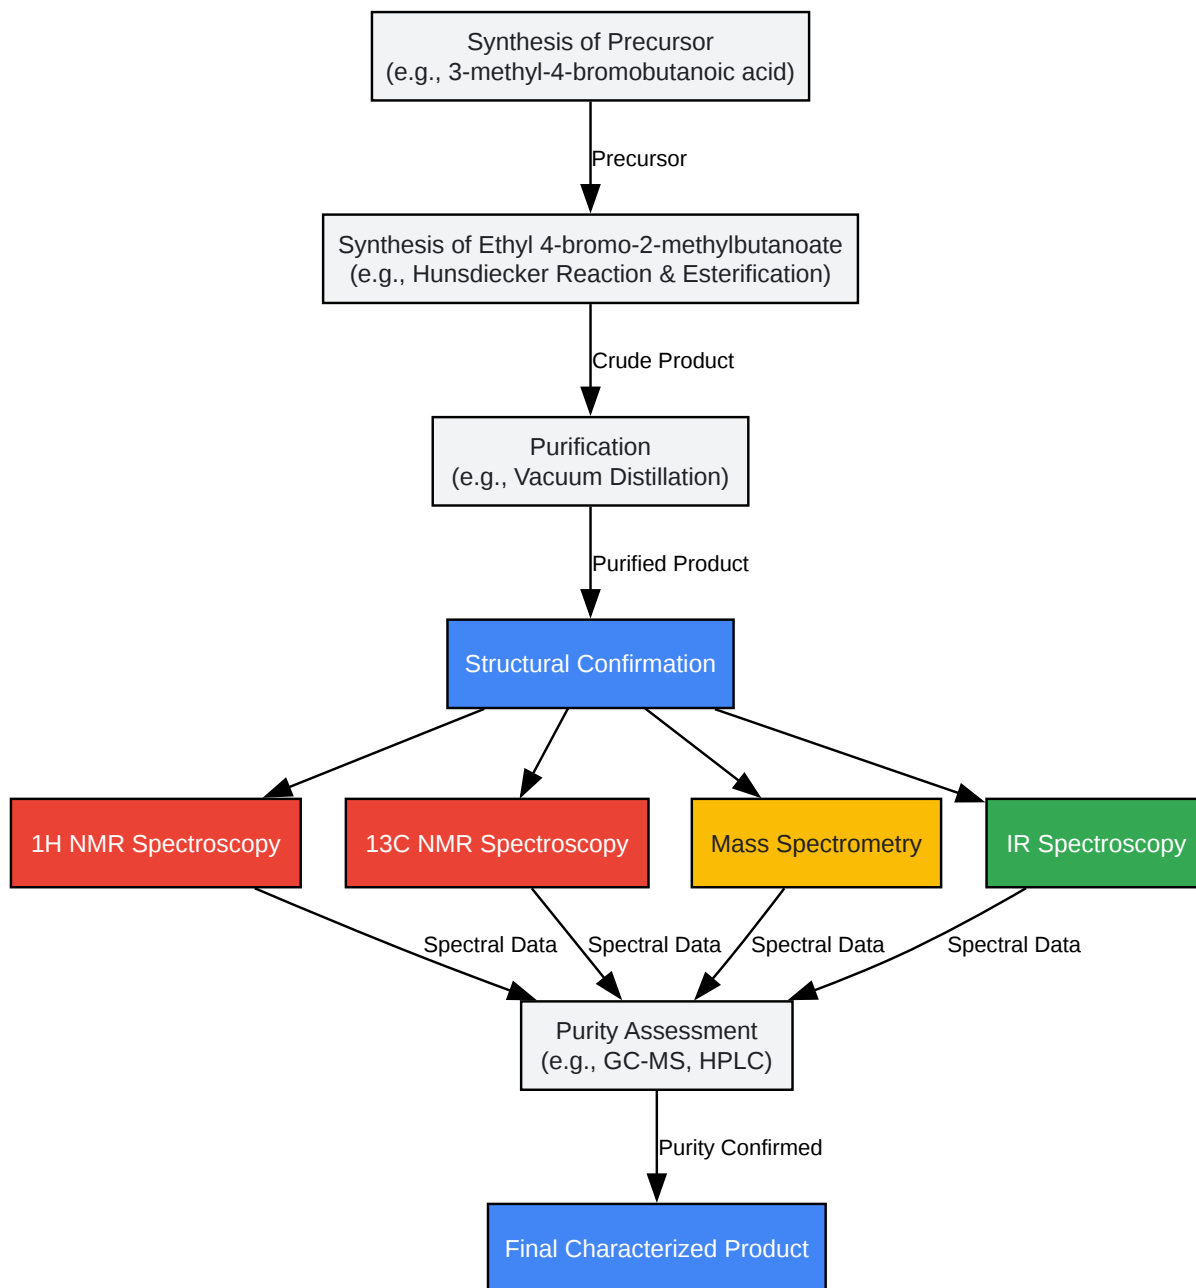 Synthesis of Precursor
(e.g., 3-methyl-4-bromobutanoic acid)
Precursor
Synthesis of Ethyl 4-bromo-2-methylbutanoate
(e.g., Hunsdiecker Reaction & Esterification)
Crude Product
Purification
(e.g., Vacuum Distillation)
Purified Product
Structural Confirmation
1H NMR Spectroscopy
13C NMR Spectroscopy
Mass Spectrometry
IR Spectroscopy
Spectral Data
Spectral Data
Spectral Data
Spectral Data
Purity Assessment
(e.g., GC-MS, HPLC)
Purity Confirmed
Final Characterized Product